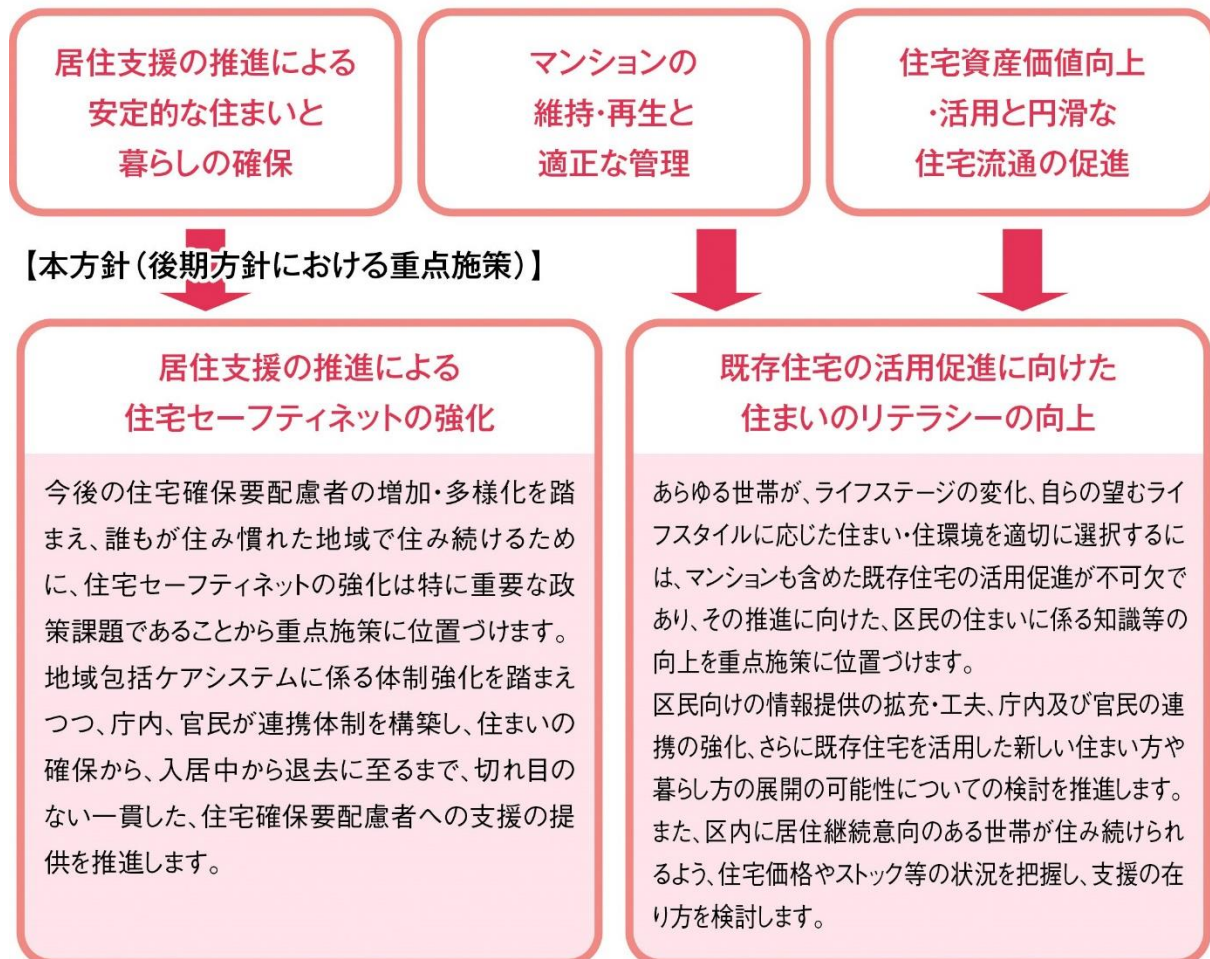 居住支援の推進による
安定的な住まいと
暮らしの確保
マンションの
維持・再生と
適正な管理
住宅資産価値向上
・活用と円滑な
住宅流通の促進
【本方針（後期方針における重点施策）】
居住支援の推進による
住宅セーフティネットの強化
今後の住宅確保要配慮者の増加・多様化を踏
まえ、誰もが住み慣れた地域で住み続けるため
に、住宅セーフティネットの強化は特に重要な政
策課題であることから重点施策に位置づけます。
地域包括ケアシステムに係る体制強化を踏まえ
つつ、庁内、官民が連携体制を構築し、住まいの
確保から、入居中から退去に至るまで、切れ目の
ない一貫した、住宅確保要配慮者への支援の提
供を推進します。
既存住宅の活用促進に向けた
住まいのリテラシーの向上
あらゆる世帯が、ライフステージの変化、自らの望むライ
フスタイルに応じた住まい・住環境を適切に選択するに
は、マンションも含めた既存住宅の活用促進が不可欠で
あり、その推進に向けた、区民の住まいに係る知識等の
向上を重点施策に位置づけます。
区民向けの情報提供の拡充・工夫、庁内及び官民の連
携の強化、さらに既存住宅を活用した新しい住まい方や
暮らし方の展開の可能性についての検討を推進します。
また、区内に居住継続意向のある世帯が住み続けられ
るよう、住宅価格やストック等の状況を把握し、支援の在
り方を検討します。